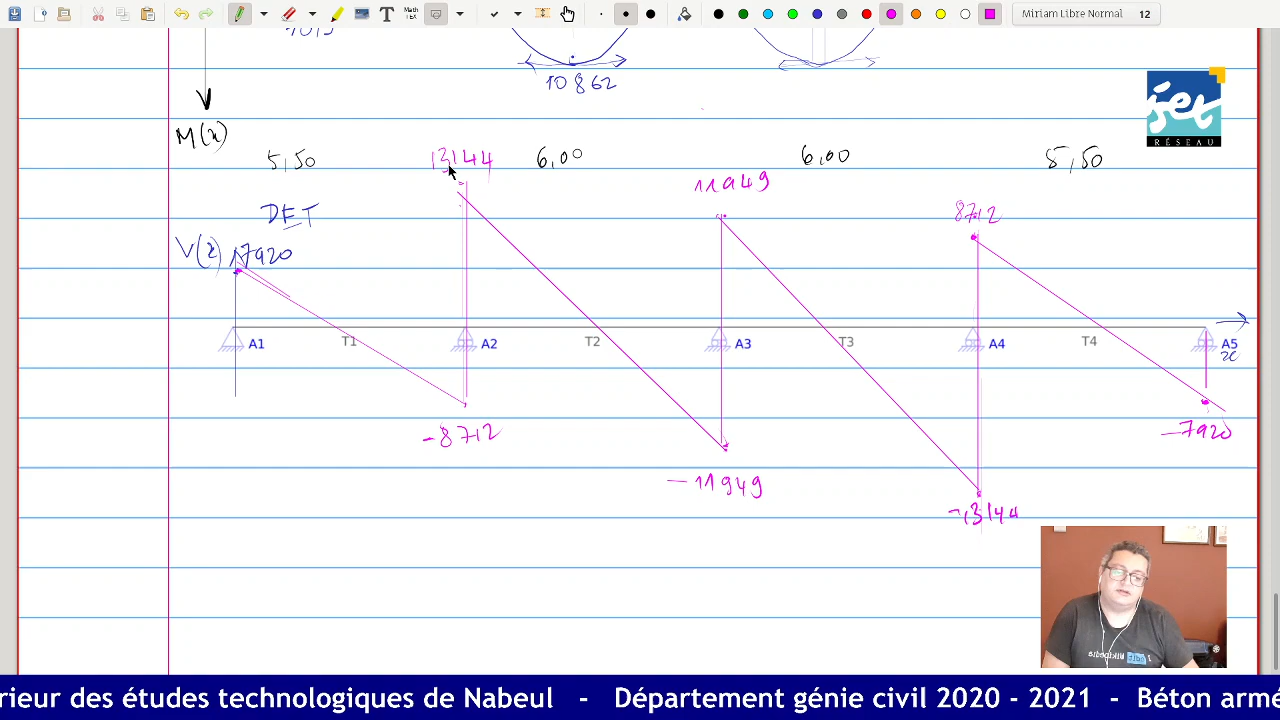 Miriam Libre Normal 12
10862
M(x)
5,50 13144 6,00 11949 6,00 8712 5,50
DET
V(x) 7920
A1 T1 A2 T2 A3 T3 A4 T4 A5
x
-8712 -11949 -13144 -7920
iset
RÉSEAU
rieur des études technologiques de Nabeul - Département génie civil 2020 - 2021 - Béton armé